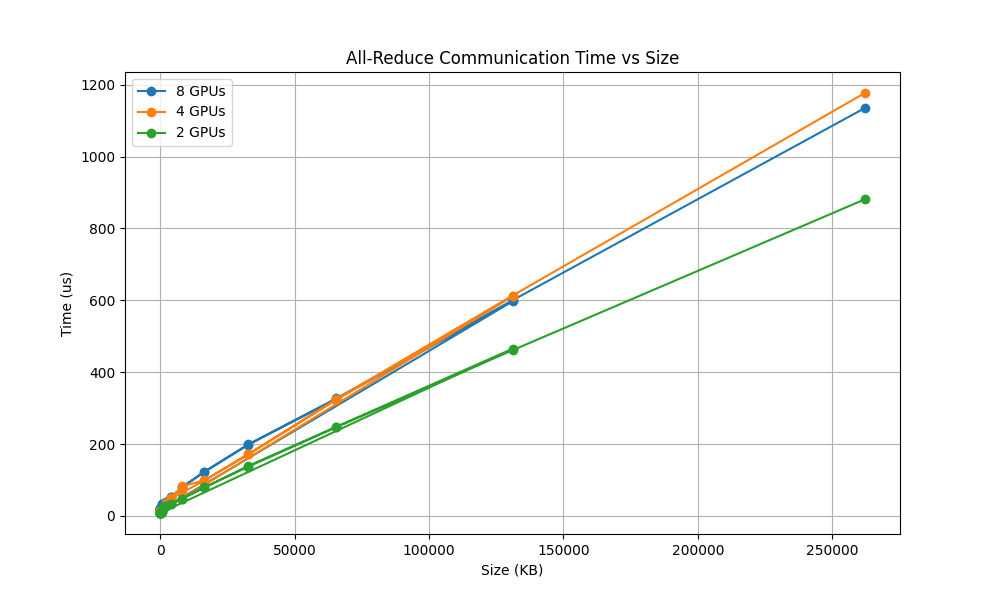 All-Reduce Communication Time vs Size
8 GPUs
4 GPUs
2 GPUs
1200
1000
800
600
400
200
0
Time (us)
0 50000 100000 150000 200000 250000
Size (KB)